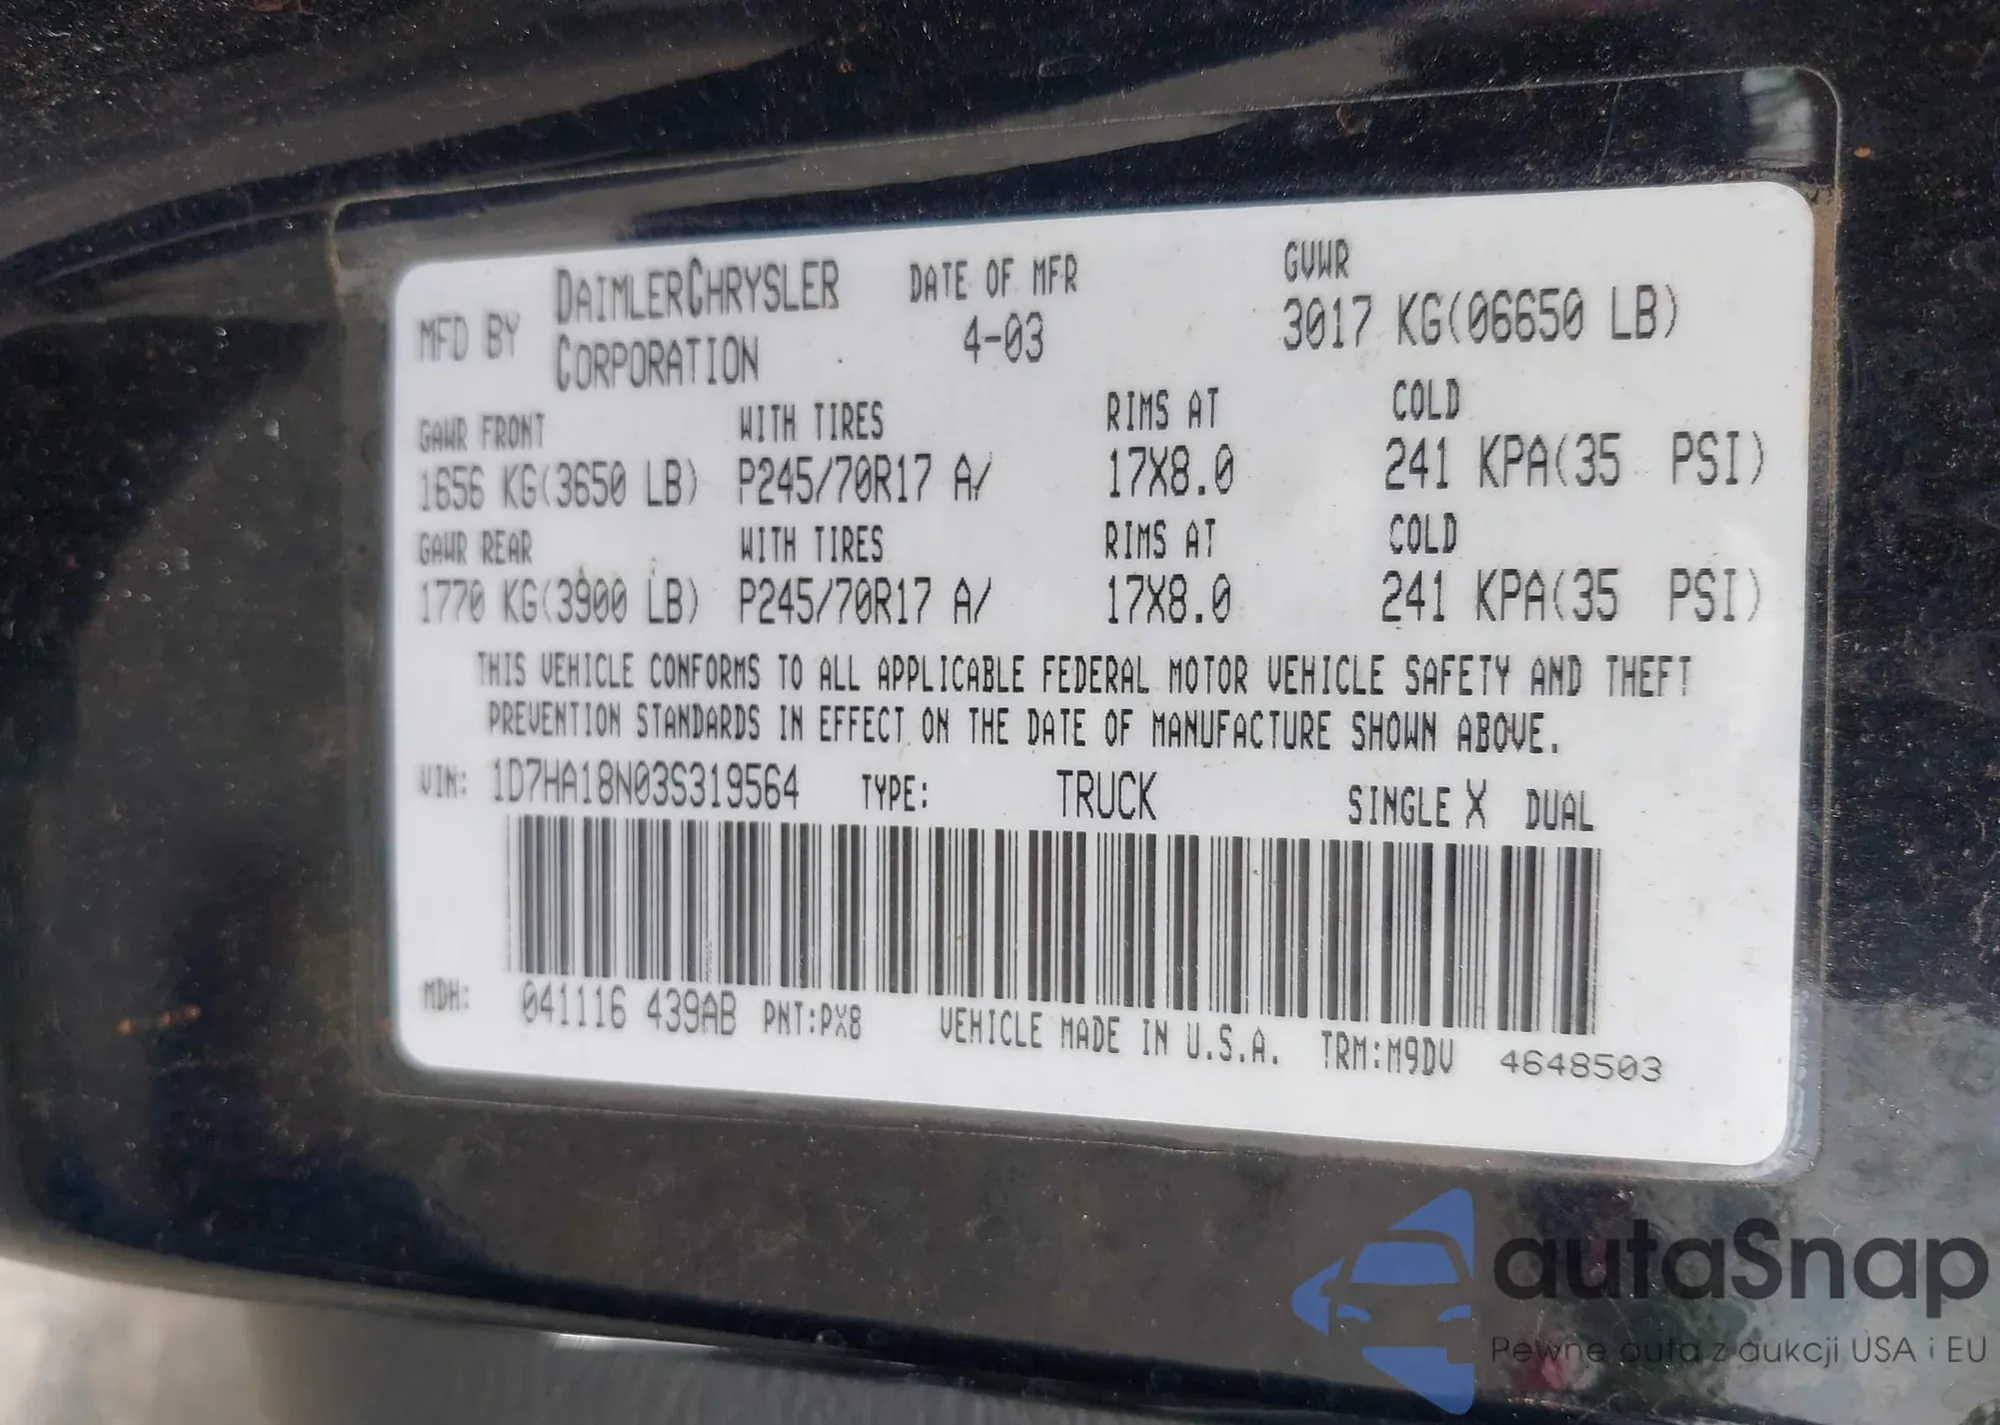 MFD BY DAIMLERCHRYSLER CORPORATION DATE OF MFR 4-03 GVWR 3017 KG(06650 LB)
GAWR FRONT WITH TIRES RIMS AT COLD
1656 KG(3650 LB) P245/70R17 A/ 17X8.0 241 KPA(35 PSI)
GAWR REAR WITH TIRES RIMS AT COLD
1770 KG(3900 LB) P245/70R17 A/ 17X8.0 241 KPA(35 PSI)
THIS VEHICLE CONFORMS TO ALL APPLICABLE FEDERAL MOTOR VEHICLE SAFETY AND THEFT
PREVENTION STANDARDS IN EFFECT ON THE DATE OF MANUFACTURE SHOWN ABOVE.
VIN: 1D7HA18N03S319564 TYPE: TRUCK SINGLE X DUAL
MDH: 041116 439AB PNT:PX8 VEHICLE MADE IN U.S.A. TRM:M9DV 4648503
autaSnap
Pewne auta z aukcji USA i EU